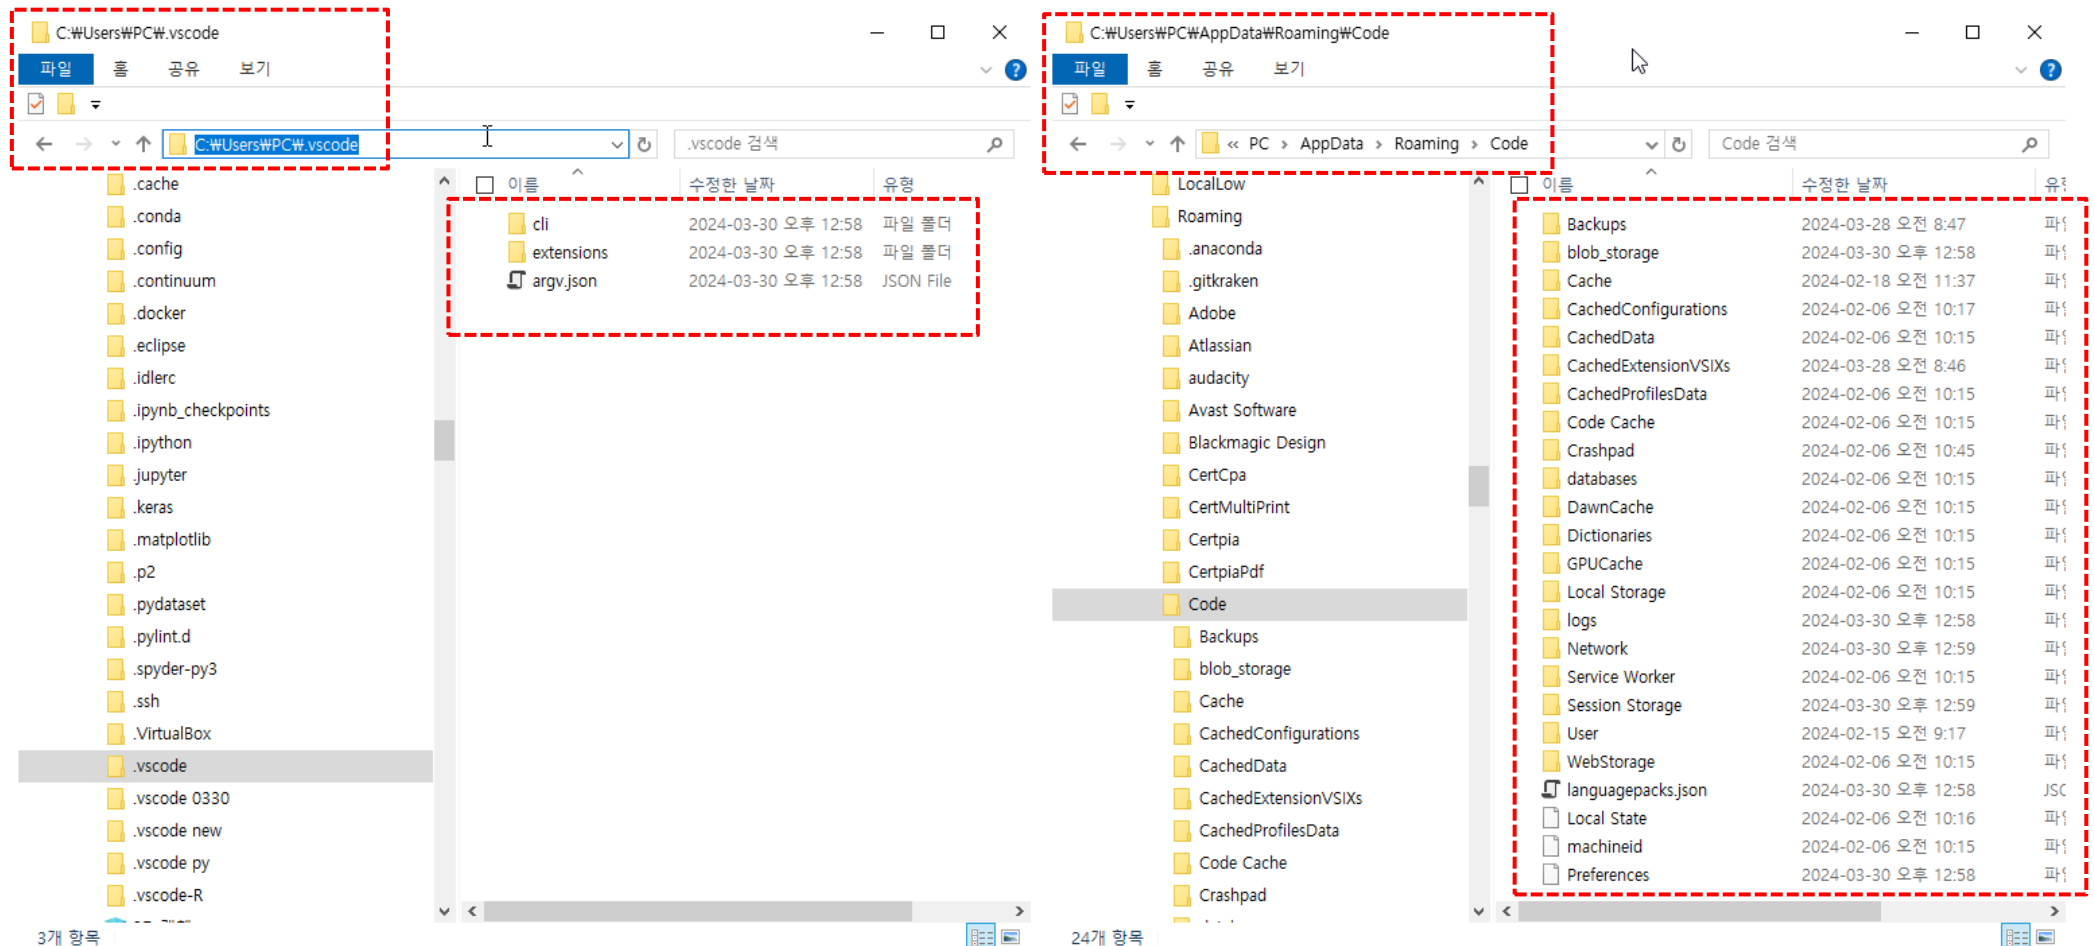 C:₩Users₩PC₩.vscode
파일 홈 공유 보기
C:₩Users₩PC₩.vscode
.vscode 검색
.cache
.conda
.config
.continuum
.docker
.eclipse
.idlerc
.ipynb_checkpoints
.ipython
.jupyter
.keras
.matplotlib
.p2
.pydataset
.pylint.d
.spyder-py3
.ssh
.VirtualBox
.vscode
.vscode 0330
.vscode new
.vscode py
.vscode-R
이름 수정한 날짜 유형
cli 2024-03-30 오후 12:58 파일 폴더
extensions 2024-03-30 오후 12:58 파일 폴더
argv.json 2024-03-30 오후 12:58 JSON File
3개 항목
C:₩Users₩PC₩AppData₩Roaming₩Code
파일 홈 공유 보기
« PC > AppData > Roaming > Code
Code 검색
LocalLow
Roaming
.anaconda
.gitkraken
Adobe
Atlassian
audacity
Avast Software
Blackmagic Design
CertCpa
CertMultiPrint
Certpia
CertpiaPdf
Code
Backups
blob_storage
Cache
CachedConfigurations
CachedData
CachedExtensionVSIXs
CachedProfilesData
Code Cache
Crashpad
이름 수정한 날짜
Backups 2024-03-28 오전 8:47
blob_storage 2024-03-30 오후 12:58
Cache 2024-02-18 오전 11:37
CachedConfigurations 2024-02-06 오전 10:17
CachedData 2024-02-06 오전 10:15
CachedExtensionVSIXs 2024-03-28 오전 8:46
CachedProfilesData 2024-02-06 오전 10:15
Code Cache 2024-02-06 오전 10:15
Crashpad 2024-02-06 오전 10:45
databases 2024-02-06 오전 10:15
DawnCache 2024-02-06 오전 10:15
Dictionaries 2024-02-06 오전 10:15
GPUCache 2024-02-06 오전 10:15
Local Storage 2024-02-06 오전 10:15
logs 2024-03-30 오후 12:58
Network 2024-03-30 오후 12:59
Service Worker 2024-02-06 오전 10:15
Session Storage 2024-03-30 오후 12:59
User 2024-02-15 오전 9:17
WebStorage 2024-02-06 오전 10:15
languagepacks.json 2024-03-30 오후 12:58
Local State 2024-02-06 오전 10:16
machineid 2024-02-06 오전 10:15
Preferences 2024-03-30 오후 12:58
24개 항목